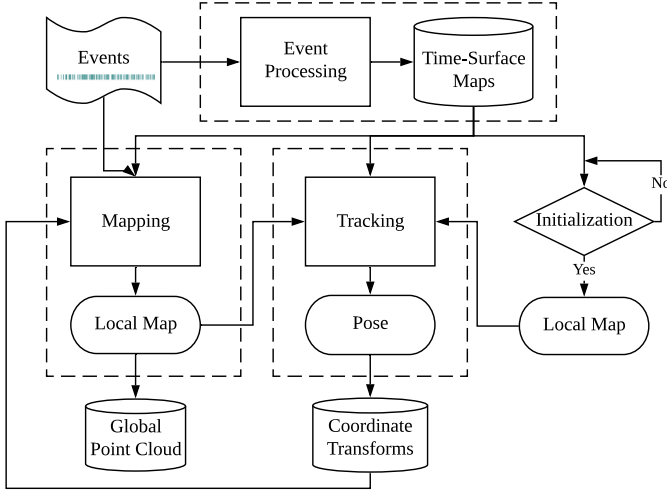 Events
Event
Processing
Time-Surface
Maps
Mapping
Tracking
Initialization
No
Yes
Local Map
Pose
Local Map
Global
Point Cloud
Coordinate
Transforms